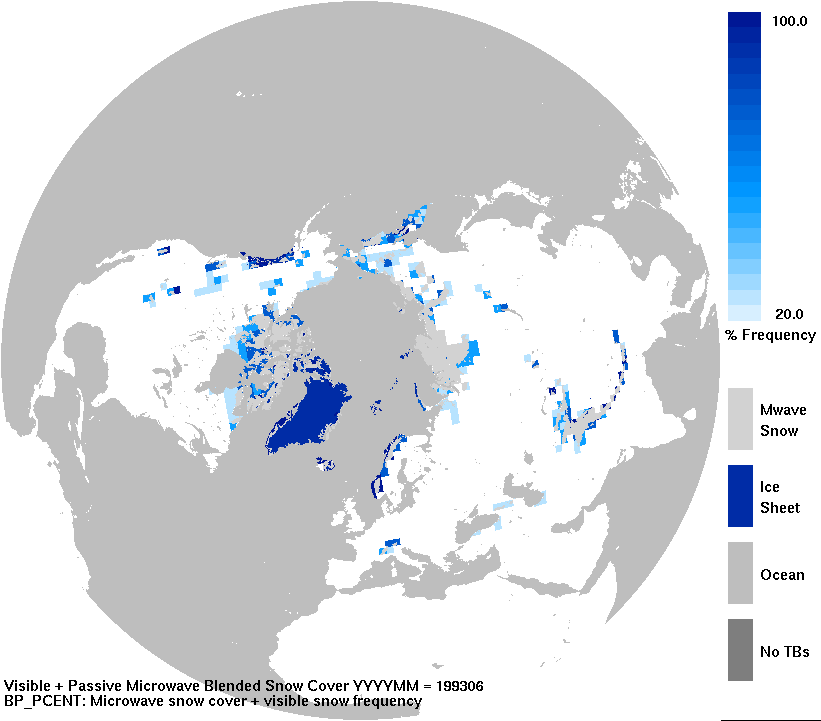 100.0
20.0
% Frequency
Mwave
Snow
Ice
Sheet
Ocean
No TBs
Visible + Passive Microwave Blended Snow Cover YYYYMM = 199306
BP_PCENT: Microwave snow cover + visible snow frequency